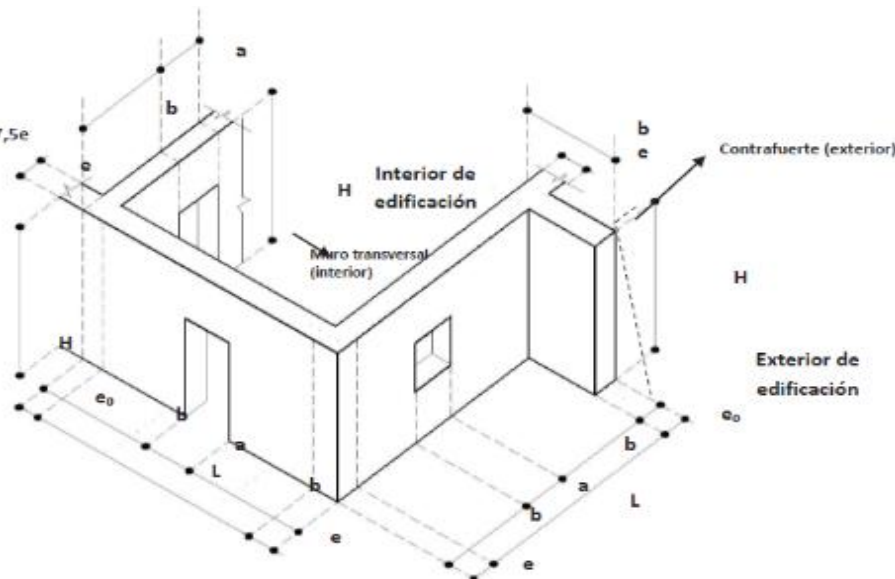 a
b
b
7,5e
e
e
Contrafuerte (exterior)
H
Interior de
edificación
Muro transversal
(interior)
H
H
Exterior de
edificación
e₀
e₀
b
b
a
a
L
L
b
b
e
e